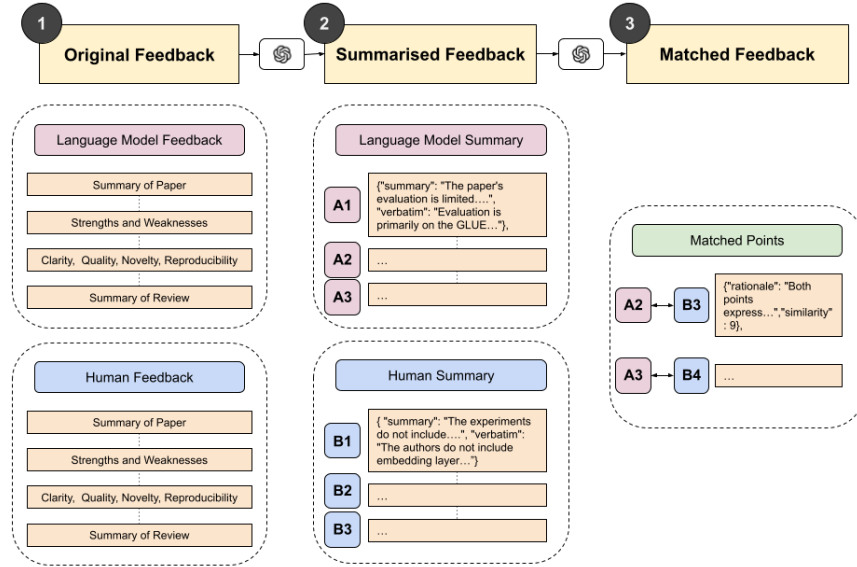 1
Original Feedback
2
Summarised Feedback
3
Matched Feedback
Language Model Feedback
Summary of Paper
Strengths and Weaknesses
Clarity, Quality, Novelty, Reproducibility
Summary of Review
Human Feedback
Summary of Paper
Strengths and Weaknesses
Clarity, Quality, Novelty, Reproducibility
Summary of Review
Language Model Summary
A1
{"summary": "The paper's
evaluation is limited....",
"verbatim": "Evaluation is
primarily on the GLUE..."},
A2
...
A3
...
Human Summary
B1
{ "summary": "The experiments
do not include....", "verbatim":
"The authors do not include
embedding layer..."}
B2
...
B3
...
Matched Points
A2
B3
{"rationale": "Both
points
express...","similarity"
: 9},
A3
B4
...